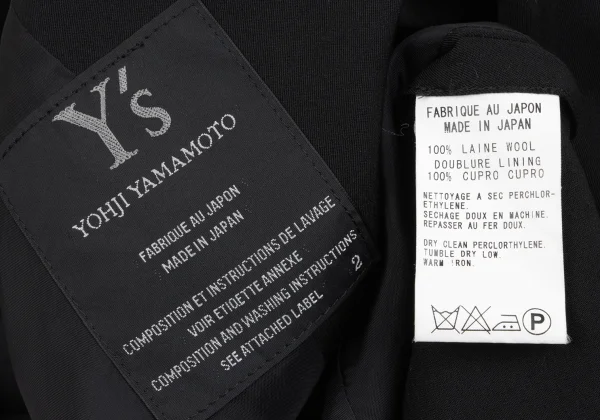 Y's
YOHJI YAMAMOTO
FABRIQUE AU JAPON
MADE IN JAPAN
COMPOSITION ET INSTRUCTIONS DE LAVAGE
VOIR ETIQETTE ANNEXE
COMPOSITION AND WASHING INSTRUCTIONS
SEE ATTACHED LABEL
2
FABRIQUE AU JAPON
MADE IN JAPAN
100% LAINE WOOL
DOUBLURE LINING
100% CUPRO CUPRO
NETTOYAGE A SEC PERCHLOR-
ETHYLENE.
SECHAGE DOUX EN MACHINE.
REPASSER AU FER DOUX.
DRY CLEAN PERCLORTHYLENE.
TUMBLE DRY LOW.
WARM IRON.
P